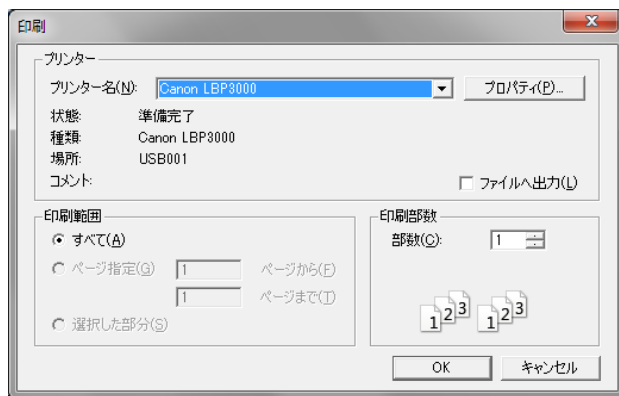 印刷
プリンター
プリンター名(N): Canon LBP3000 プロパティ(P)...
状態: 準備完了
種類: Canon LBP3000
場所: USB001
コメント: ファイルへ出力(L)
印刷範囲
すべて(A)
ページ指定(G) 1 ページから(F)
1 ページまで(T)
選択した部分(S)
印刷部数
部数(C): 1
1 2 3 1 2 3
OK キャンセル